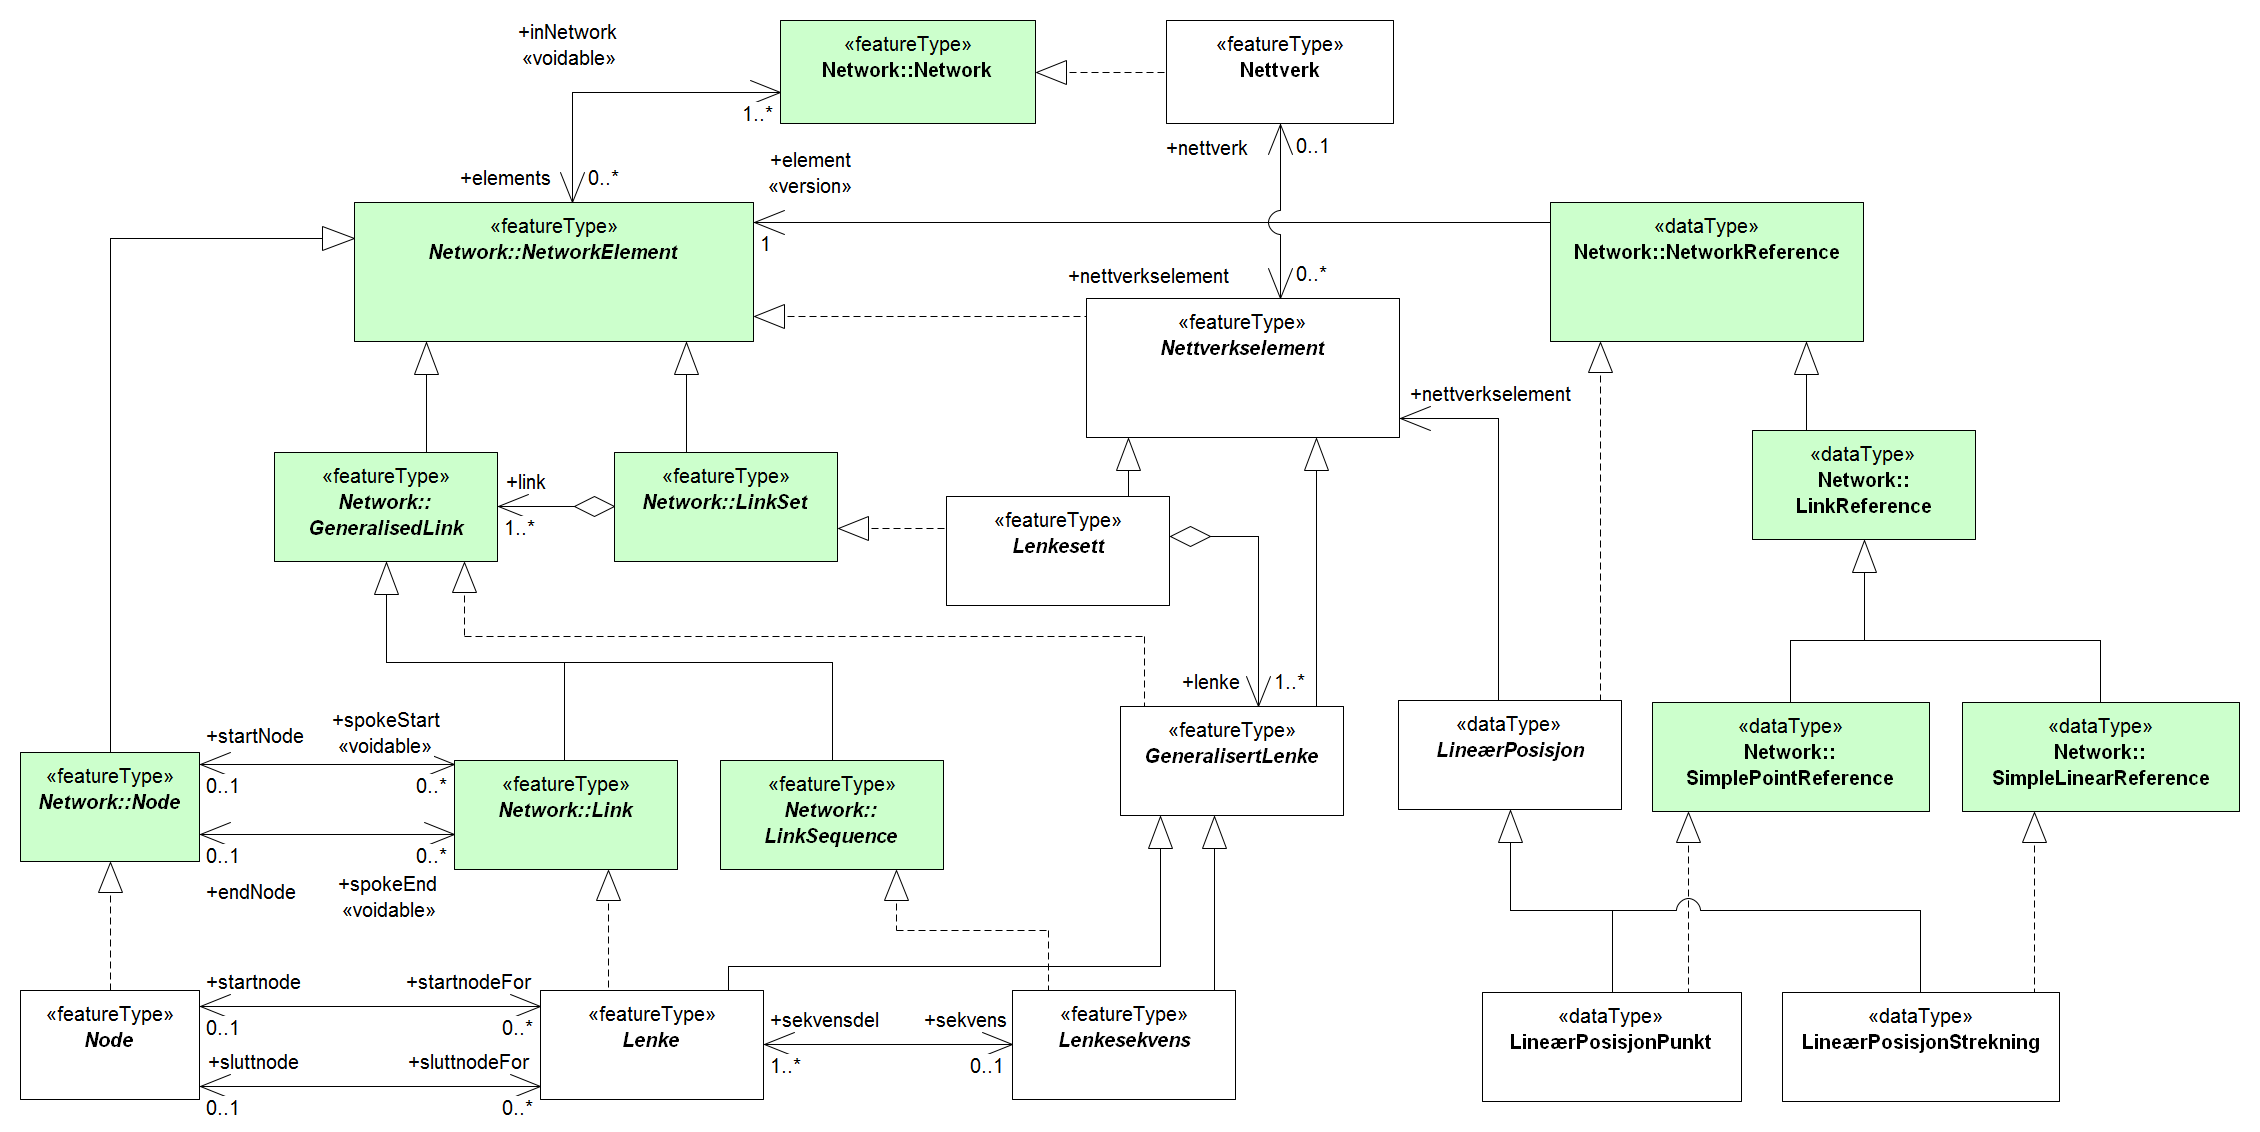 +inNetwork
«voidable»
1..*
«featureType»
Network::Network
«featureType»
Nettverk
+elements
0..*
+element
«version»
1
+nettverk
0..1
«featureType»
Network::NetworkElement
«dataType»
Network::NetworkReference
+nettverkselement
0..*
«featureType»
Nettverkselement
+nettverkselement
«featureType»
Network::
GeneralisedLink
+link
1..*
«featureType»
Network::LinkSet
«featureType»
Lenkesett
«dataType»
Network::
LinkReference
+lenke
1..*
«featureType»
GeneralisertLenke
«dataType»
LineærPosisjon
«dataType»
Network::
SimplePointReference
«dataType»
Network::
SimpleLinearReference
+startNode
0..1
+spokeStart
«voidable»
0..*
«featureType»
Network::Node
«featureType»
Network::Link
«featureType»
Network::
LinkSequence
0..1
+endNode
0..*
+spokeEnd
«voidable»
«featureType»
Node
+startnode
0..1
+startnodeFor
0..*
+sluttnode
0..1
+sluttnodeFor
0..*
«featureType»
Lenke
+sekvensdel
1..*
+sekvens
0..1
«featureType»
Lenkesekvens
«dataType»
LineærPosisjonPunkt
«dataType»
LineærPosisjonStrekning